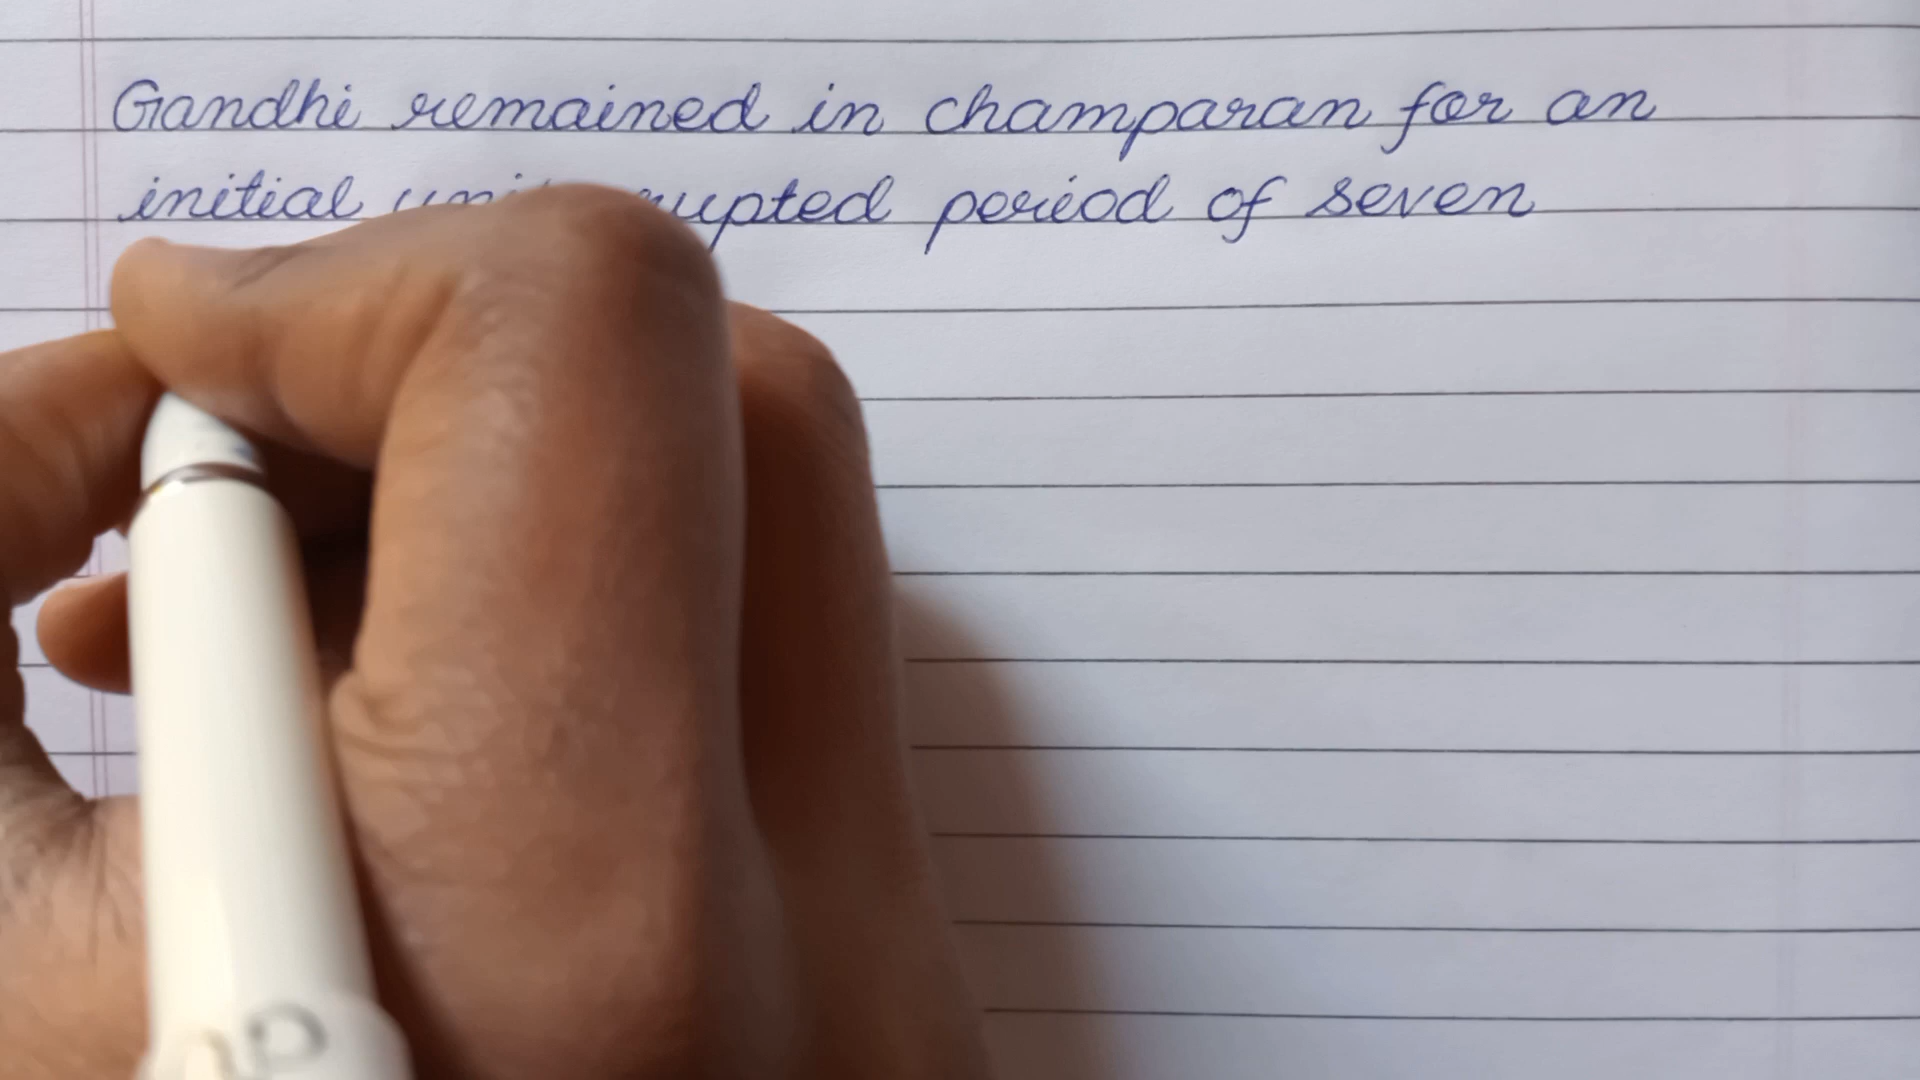 Gandhi remained in champaran for an
initial period of seven